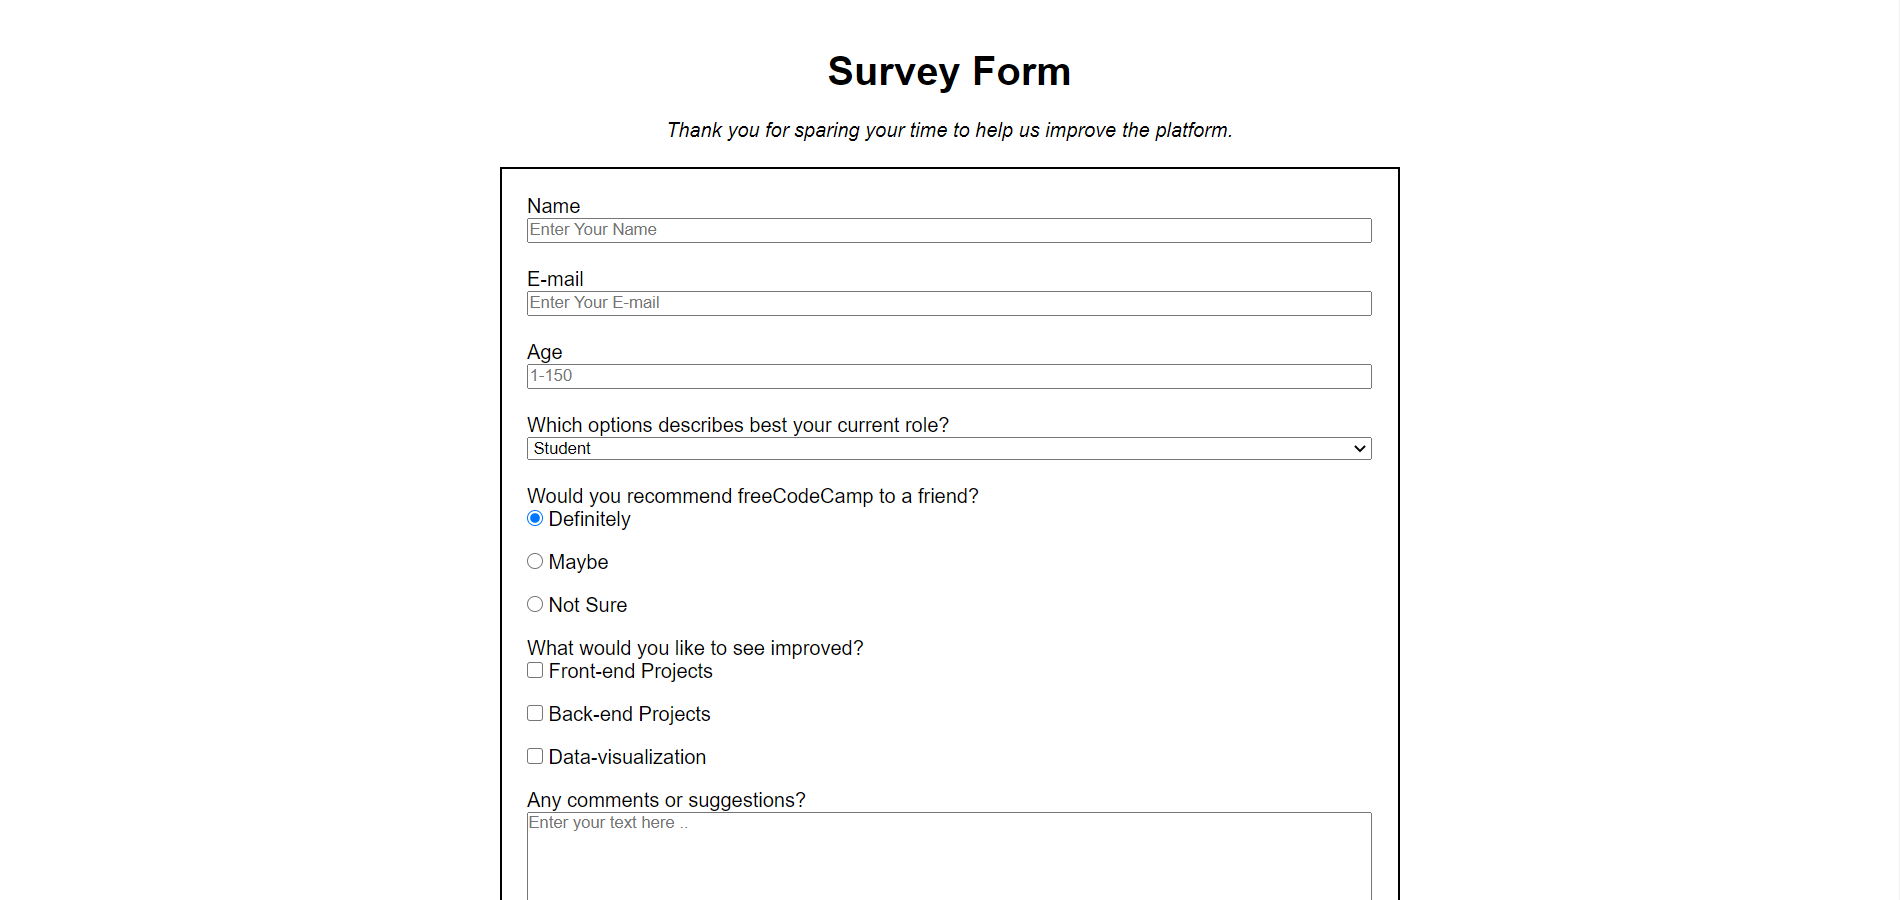 Survey Form
Thank you for sparing your time to help us improve the platform.
Name
Enter Your Name
E-mail
Enter Your E-mail
Age
1-150
Which options describes best your current role?
Student
Would you recommend freeCodeCamp to a friend?
Definitely
Maybe
Not Sure
What would you like to see improved?
Front-end Projects
Back-end Projects
Data-visualization
Any comments or suggestions?
Enter your text here ..